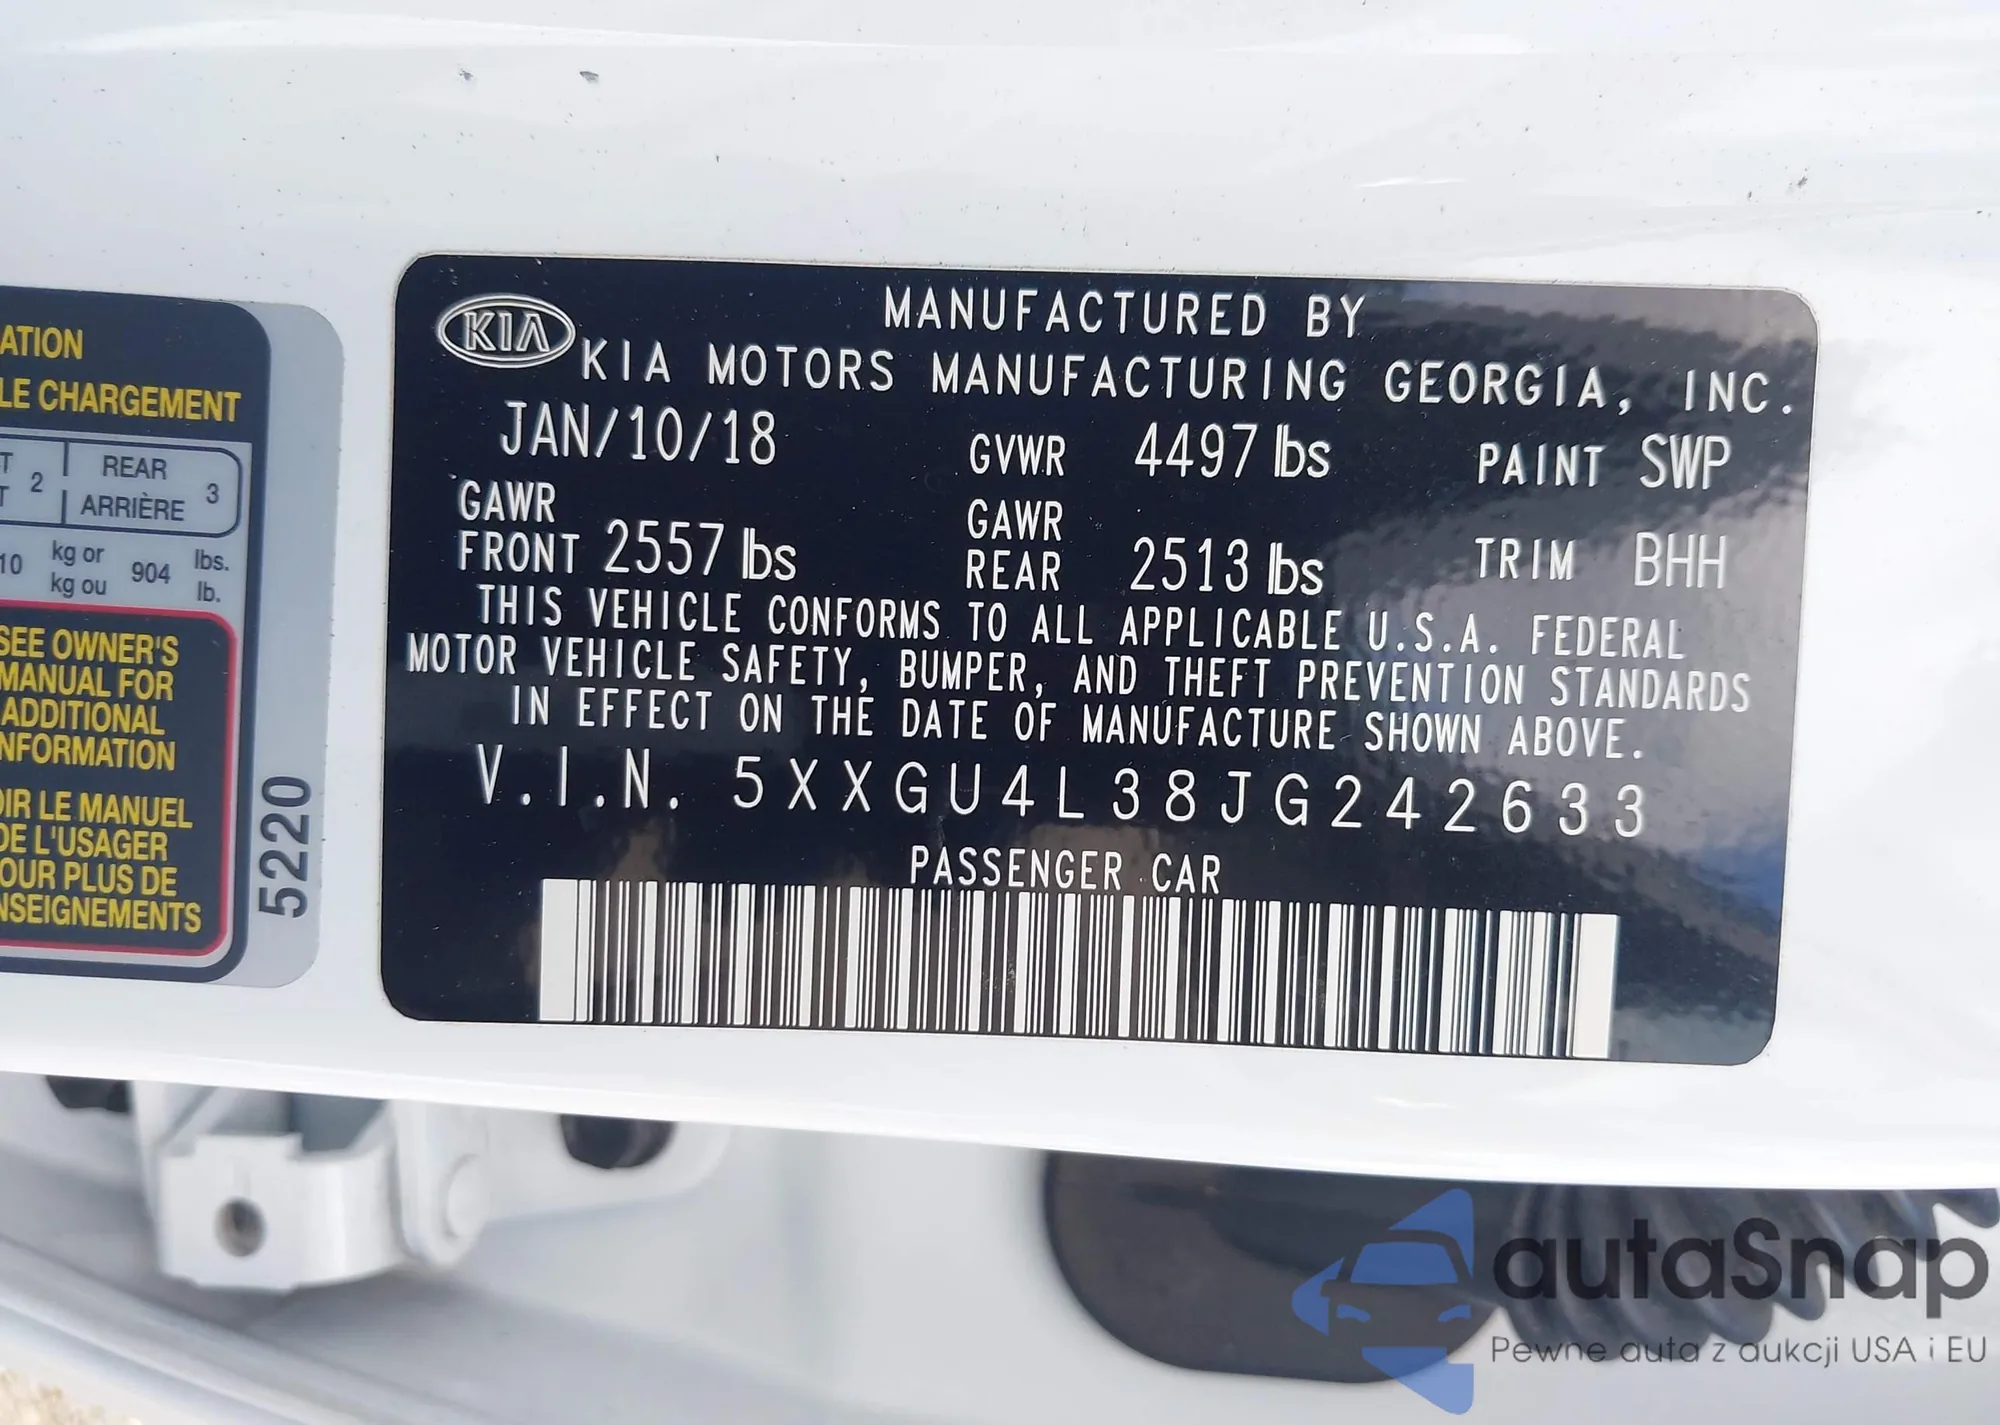 ATION
LE CHARGEMENT
T 2 REAR 3
T ARRIÈRE
10 kg or 904 lbs.
kg ou lb.
SEE OWNER'S
MANUAL FOR
ADDITIONAL
NFORMATION
OIR LE MANUEL
DE L'USAGER
OUR PLUS DE
NSEIGNEMENTS
5220
KIA
MANUFACTURED BY
KIA MOTORS MANUFACTURING GEORGIA, INC.
JAN/10/18 GVWR 4497 lbs PAINT SWP
GAWR FRONT 2557 lbs GAWR REAR 2513 lbs TRIM BHH
THIS VEHICLE CONFORMS TO ALL APPLICABLE U.S.A. FEDERAL
MOTOR VEHICLE SAFETY, BUMPER, AND THEFT PREVENTION STANDARDS
IN EFFECT ON THE DATE OF MANUFACTURE SHOWN ABOVE.
V.I.N. 5XXGU4L38JG242633
PASSENGER CAR
autaSnap
Pewne auta z aukcji USA i EU